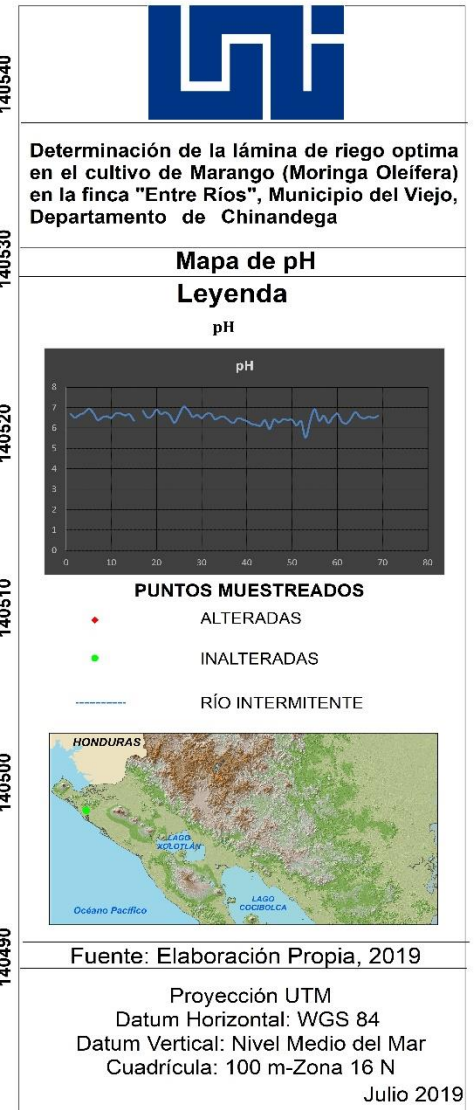 Determinación de la lámina de riego optima
en el cultivo de Marango (Moringa Oleífera)
en la finca "Entre Ríos", Municipio del Viejo,
Departamento de Chinandega
Mapa de pH
Leyenda
pH
pH
8
7
6
5
4
3
2
1
0
0 10 20 30 40 50 60 70 80
PUNTOS MUESTREADOS
ALTERADAS
INALTERADAS
RÍO INTERMITENTE
HONDURAS
LAGO
XOLOTLÁN
LAGO
COCIBOLCA
Océano Pacífico
Fuente: Elaboración Propia, 2019
Proyección UTM
Datum Horizontal: WGS 84
Datum Vertical: Nivel Medio del Mar
Cuadrícula: 100 m-Zona 16 N
Julio 2019
140540
140530
140520
140510
140500
140490